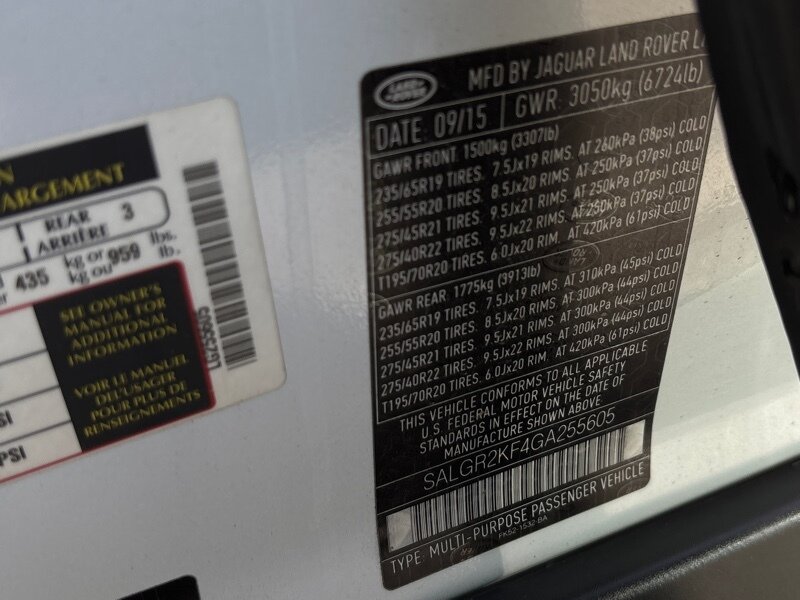 N
ARGEMENT
REAR 3
ARRIÈRE
435 kg or 959 lbs.
kg ou lb.
SEE OWNER'S
MANUAL FOR
ADDITIONAL
INFORMATION
VOIR LE MANUEL
DE L'USAGER
POUR PLUS DE
RENSEIGNEMENTS
SI
PSI
LAND ROVER
MFD BY JAGUAR LAND ROVER L
DATE: 09/15 GWR: 3050kg (6724lb)
GAWR FRONT 1500kg (3307lb)
235/65R19 TIRES. 7.5Jx19 RIMS. AT 260kPa (38psi) COLD
255/55R20 TIRES. 8.5Jx20 RIMS. AT 250kPa (37psi) COLD
275/45R21 TIRES. 9.5Jx21 RIMS. AT 250kPa (37psi) COLD
275/40R22 TIRES. 9.5Jx22 RIMS. AT 250kPa (37psi) COLD
T195/70R20 TIRES. 6.0Jx20 RIM. AT 420kPa (61psi) COLD
GAWR REAR 1775kg (3913lb)
235/65R19 TIRES. 7.5Jx19 RIMS. AT 310kPa (45psi) COLD
255/55R20 TIRES. 8.5Jx20 RIMS. AT 300kPa (44psi) COLD
275/45R21 TIRES. 9.5Jx21 RIMS. AT 300kPa (44psi) COLD
275/40R22 TIRES. 9.5Jx22 RIMS. AT 300kPa (44psi) COLD
T195/70R20 TIRES. 6.0Jx20 RIM. AT 420kPa (61psi) COLD
THIS VEHICLE CONFORMS TO ALL APPLICABLE
U.S. FEDERAL MOTOR VEHICLE SAFETY
STANDARDS IN EFFECT ON THE DATE OF
MANUFACTURE SHOWN ABOVE.
SALGR2KF4GA255605
TYPE: MULTI-PURPOSE PASSENGER VEHICLE
FK52-1532-BA